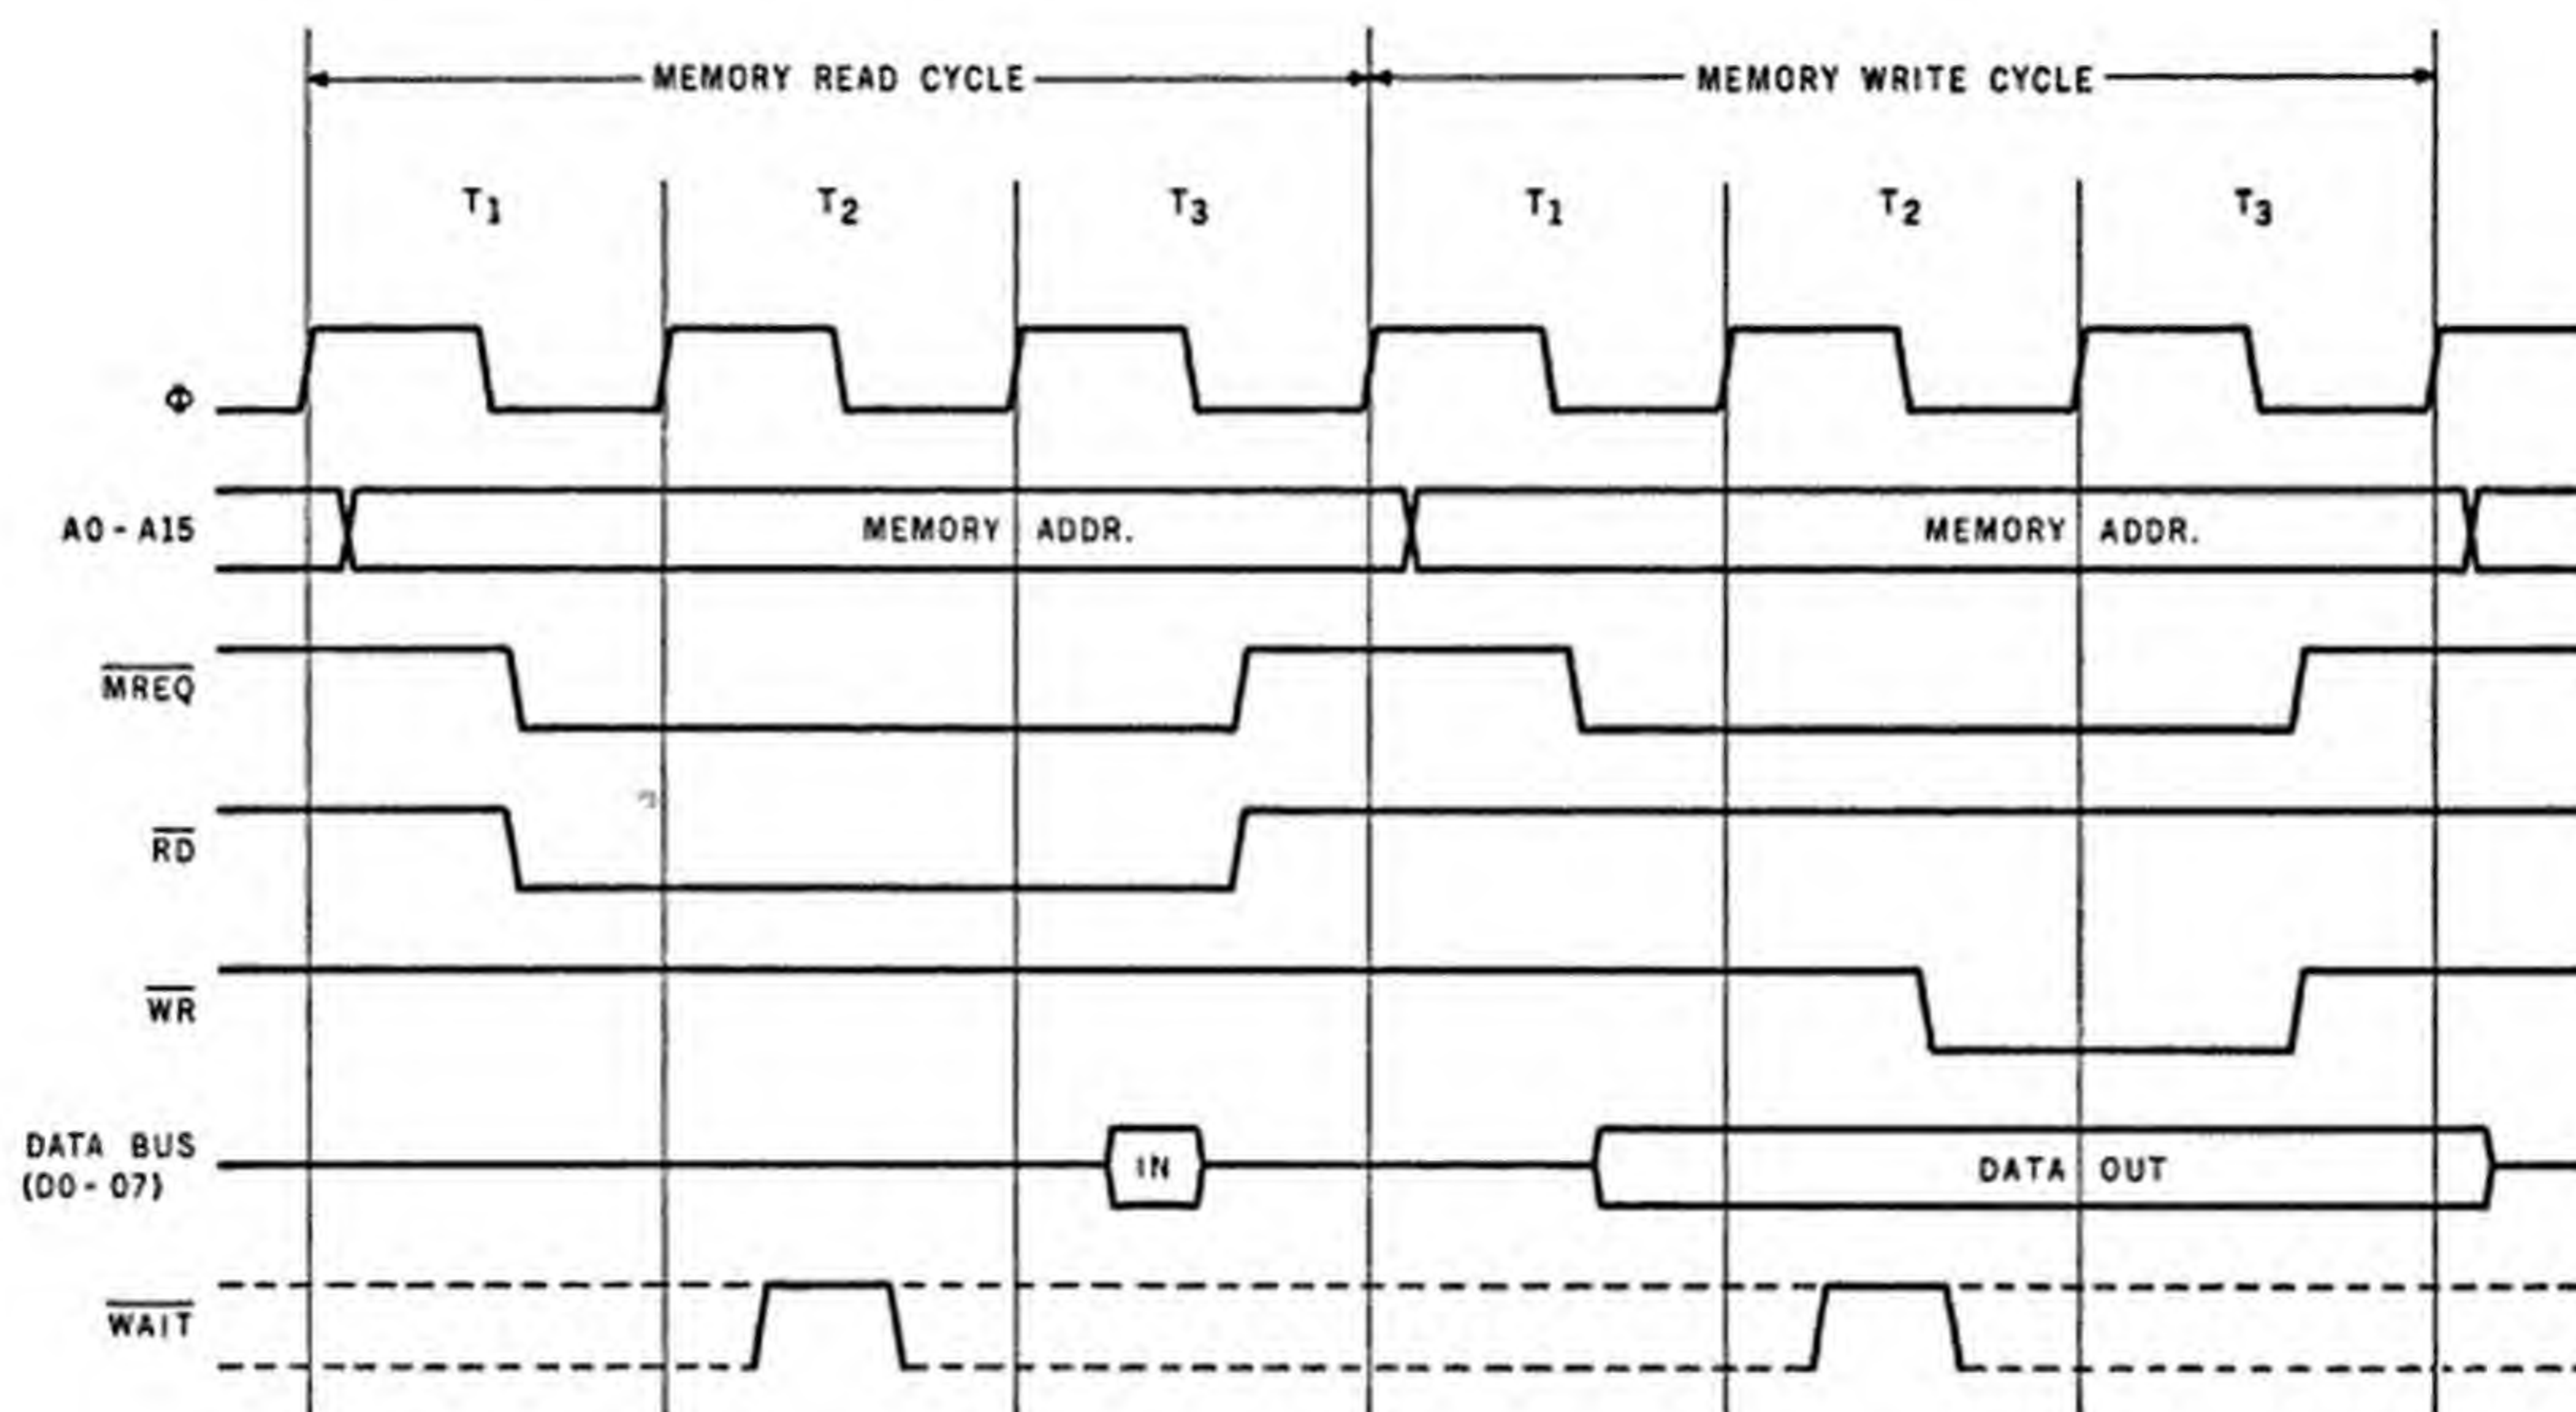 MEMORY READ CYCLE MEMORY WRITE CYCLE
T1 T2 T3 T1 T2 T3
Φ
A0 - A15 MEMORY ADDR. MEMORY ADDR.
MREQ
RD
WR
DATA BUS
(D0 - 07) IN DATA OUT
WAIT